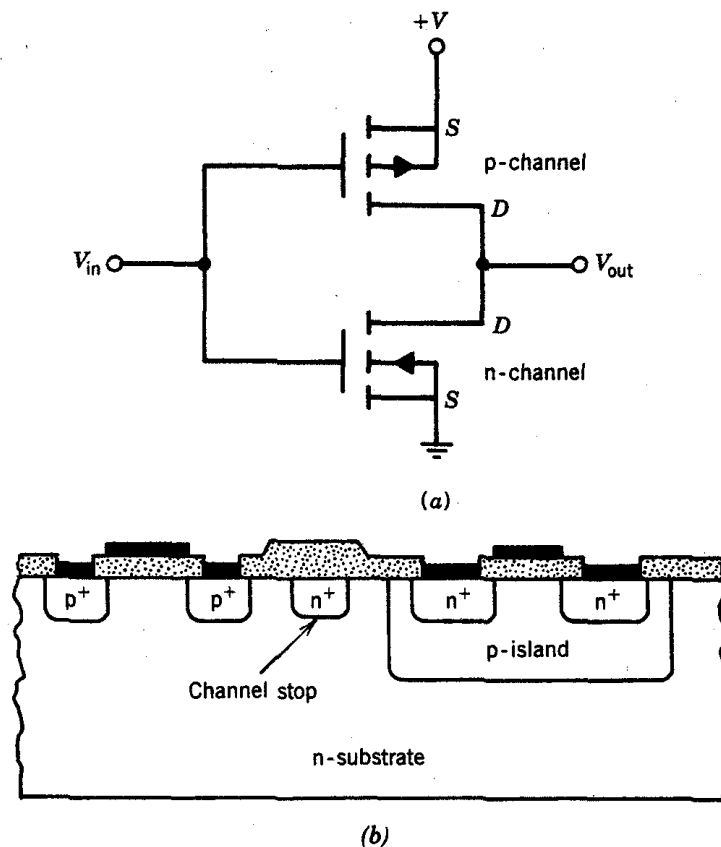 +V
S
p-channel
D
V_in
V_out
D
n-channel
S
(a)
p+ p+ n+ n+ n+
p-island
Channel stop
n-substrate
(b)